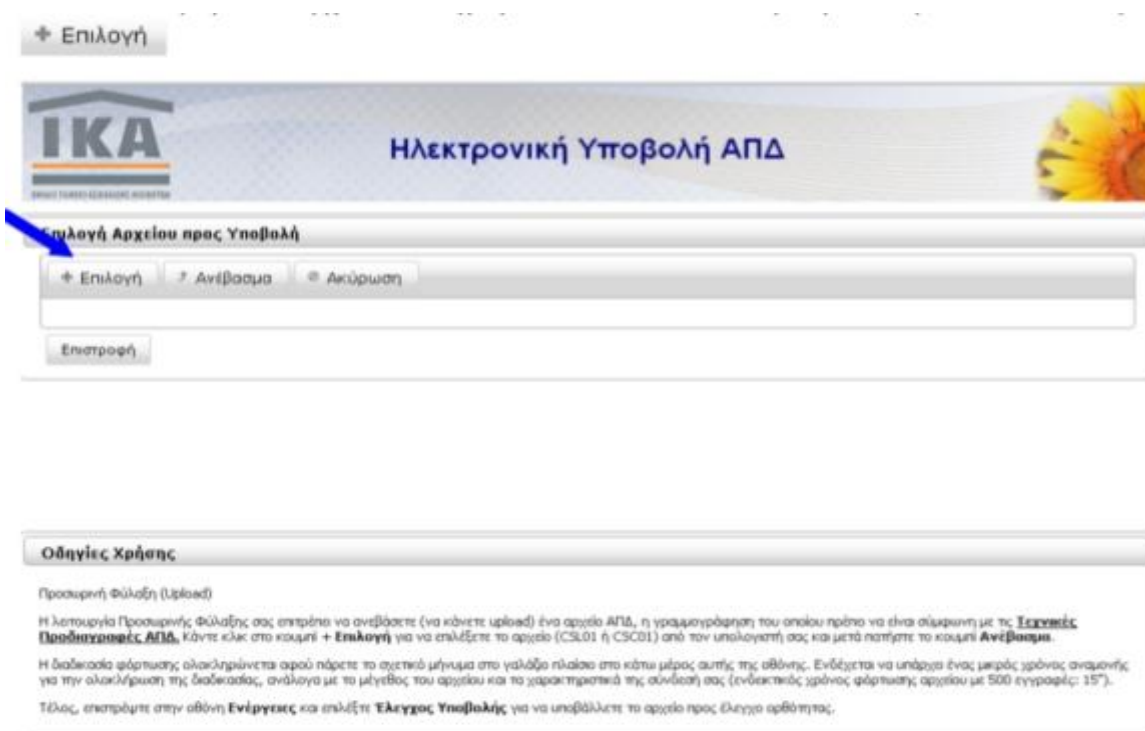 + Επιλογή
ΙΚΑ
Ηλεκτρονική Υποβολή ΑΠΔ
Επιλογή Αρχείου προς Υποβολή
+ Επιλογή Ανέβασμα Ακύρωση
Επιστροφή
Οδηγίες Χρήσης
Προσωρινή Φύλαξη (Upload)
Η λειτουργία Προσωρινής Φύλαξης σας επιτρέπει να ανεβάσετε (να κάνετε upload) ένα αρχείο ΑΠΔ, η γραμμογράφηση του οποίου πρέπει να είναι σύμφωνη με τις Τεχνικές
Προδιαγραφές ΑΠΔ. Κάντε κλικ στο κουμπί + Επιλογή για να επιλέξετε το αρχείο (CSL01 ή CSC01) από τον υπολογιστή σας και μετά πατήστε το κουμπί Ανέβασμα.
Η διαδικασία φόρτωσης ολοκληρώνεται αφού πάρετε το σχετικό μήνυμα στο γαλάζιο πλαίσιο στο κάτω μέρος αυτής της οθόνης. Ενδέχεται να υπάρχει ένας μικρός χρόνος αναμονής
για την ολοκλήρωση της διαδικασίας, ανάλογα με το μέγεθος του αρχείου και τα χαρακτηριστικά της σύνδεσή σας (ενδεικτικός χρόνος φόρτωσης αρχείου με 500 εγγραφές: 15").
Τέλος, επιστρέψτε στην οθόνη Ενέργειες και επιλέξτε Έλεγχος Υποβολής για να υποβάλλετε το αρχείο προς έλεγχο ορθότητας.